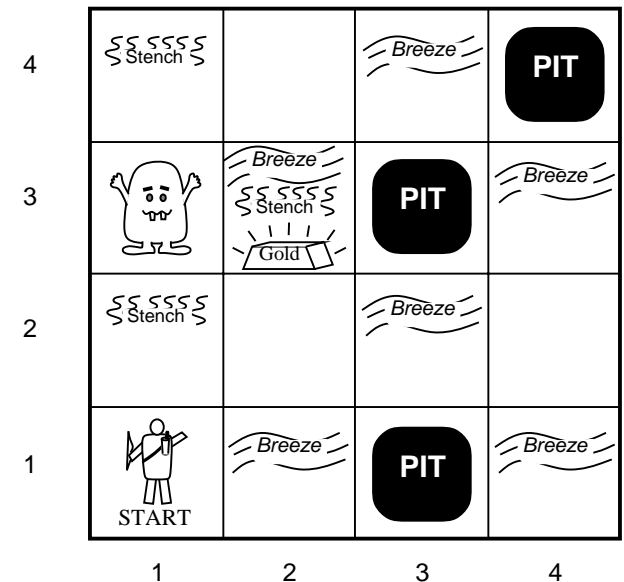 4
Stench
Breeze
PIT
3
Breeze
Stench
Gold
PIT
Breeze
2
Stench
Breeze
1
START
Breeze
PIT
Breeze
1 2 3 4